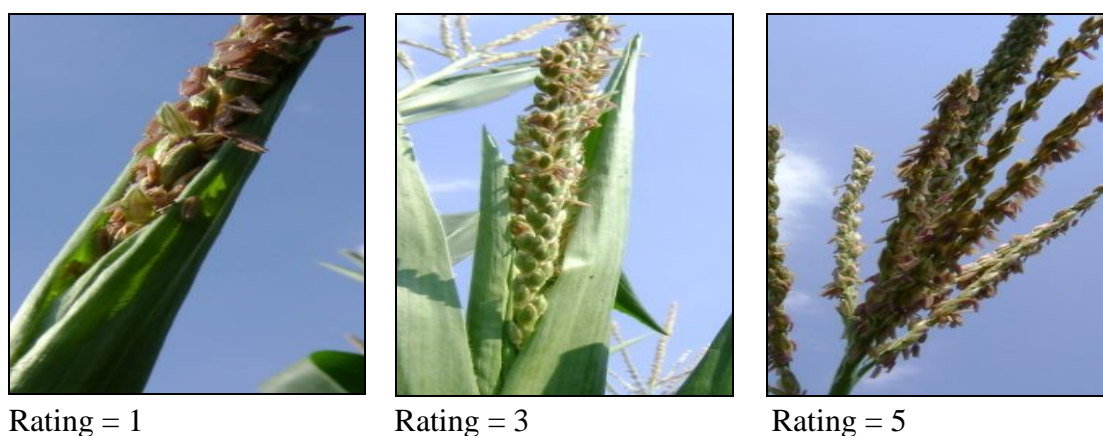 Rating = 1
Rating = 3
Rating = 5